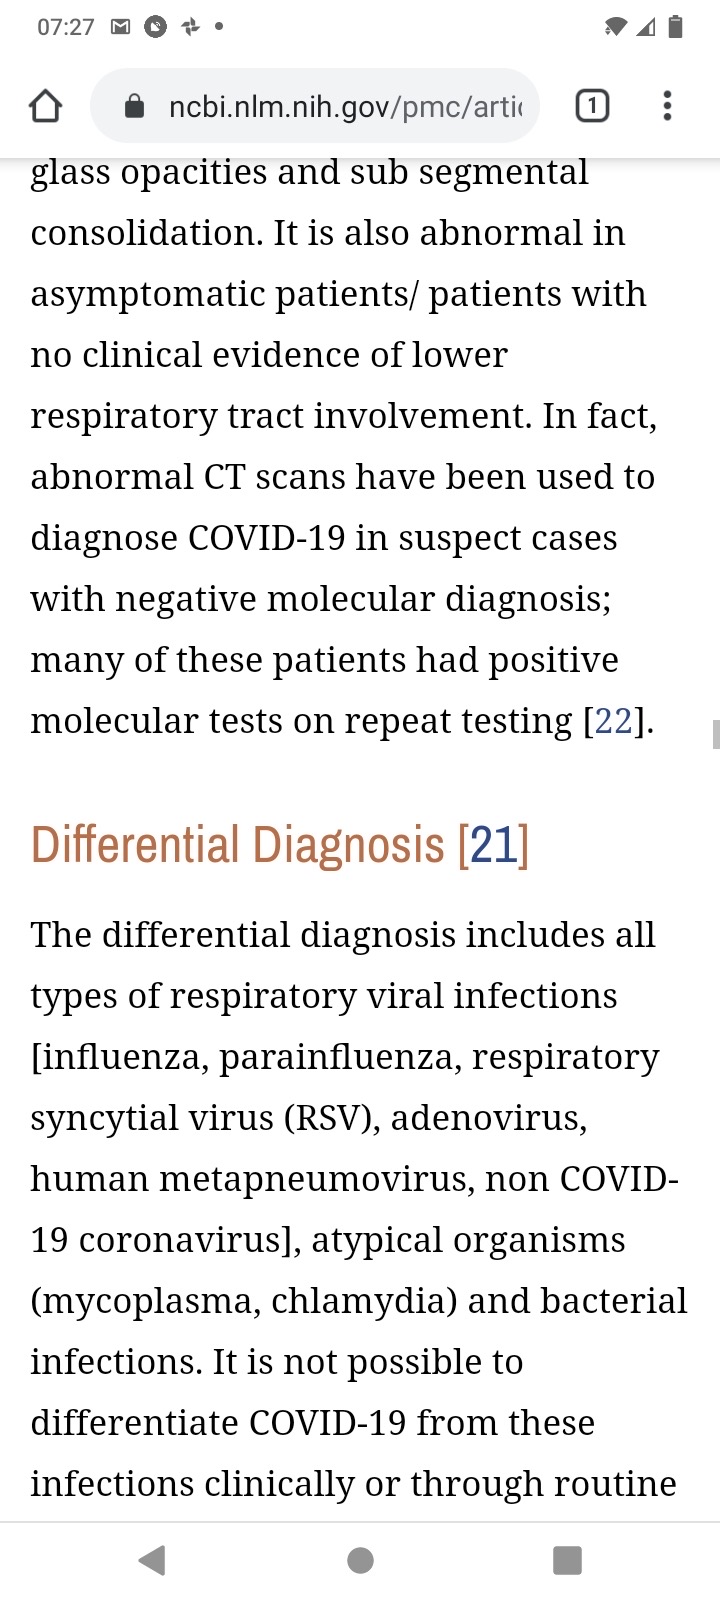 07:27
ncbi.nlm.nih.gov/pmc/artic
1
glass opacities and sub segmental
consolidation. It is also abnormal in
asymptomatic patients/ patients with
no clinical evidence of lower
respiratory tract involvement. In fact,
abnormal CT scans have been used to
diagnose COVID-19 in suspect cases
with negative molecular diagnosis;
many of these patients had positive
molecular tests on repeat testing [22].
Differential Diagnosis [21]
The differential diagnosis includes all
types of respiratory viral infections
[influenza, parainfluenza, respiratory
syncytial virus (RSV), adenovirus,
human metapneumovirus, non COVID-
19 coronavirus], atypical organisms
(mycoplasma, chlamydia) and bacterial
infections. It is not possible to
differentiate COVID-19 from these
infections clinically or through routine